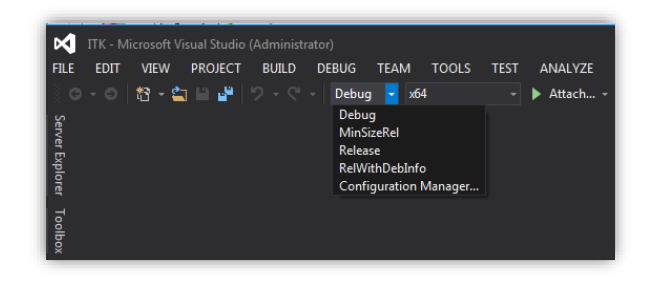 ITK - Microsoft Visual Studio (Administrator)
FILE EDIT VIEW PROJECT BUILD DEBUG TEAM TOOLS TEST ANALYZE
Debug x64 Attach...
Debug
MinSizeRel
Release
RelWithDebInfo
Configuration Manager...
Server Explorer
Toolbox